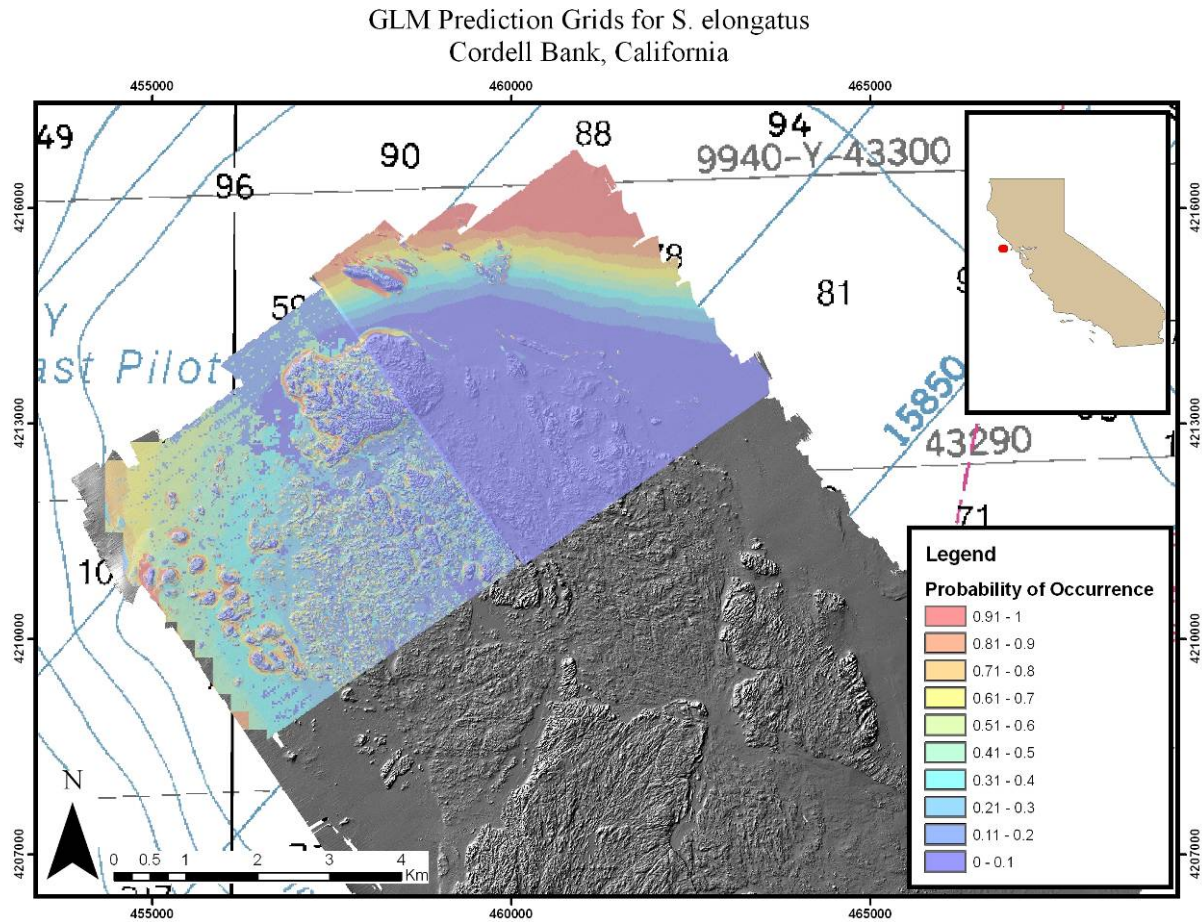 GLM Prediction Grids for S. elongatus
Cordell Bank, California
455000
460000
465000
49
90
88
94
9940-Y-43300
96
4216000
4216000
78
59
81
Y
ast Pilot
15850
4213000
4213000
43290
71
10
4210000
4210000
Legend
Probability of Occurrence
0.91 - 1
0.81 - 0.9
0.71 - 0.8
0.61 - 0.7
0.51 - 0.6
0.41 - 0.5
0.31 - 0.4
0.21 - 0.3
0.11 - 0.2
0 - 0.1
N
0 0.5 1 2 3 4
Km
4207000
4207000
455000
460000
465000